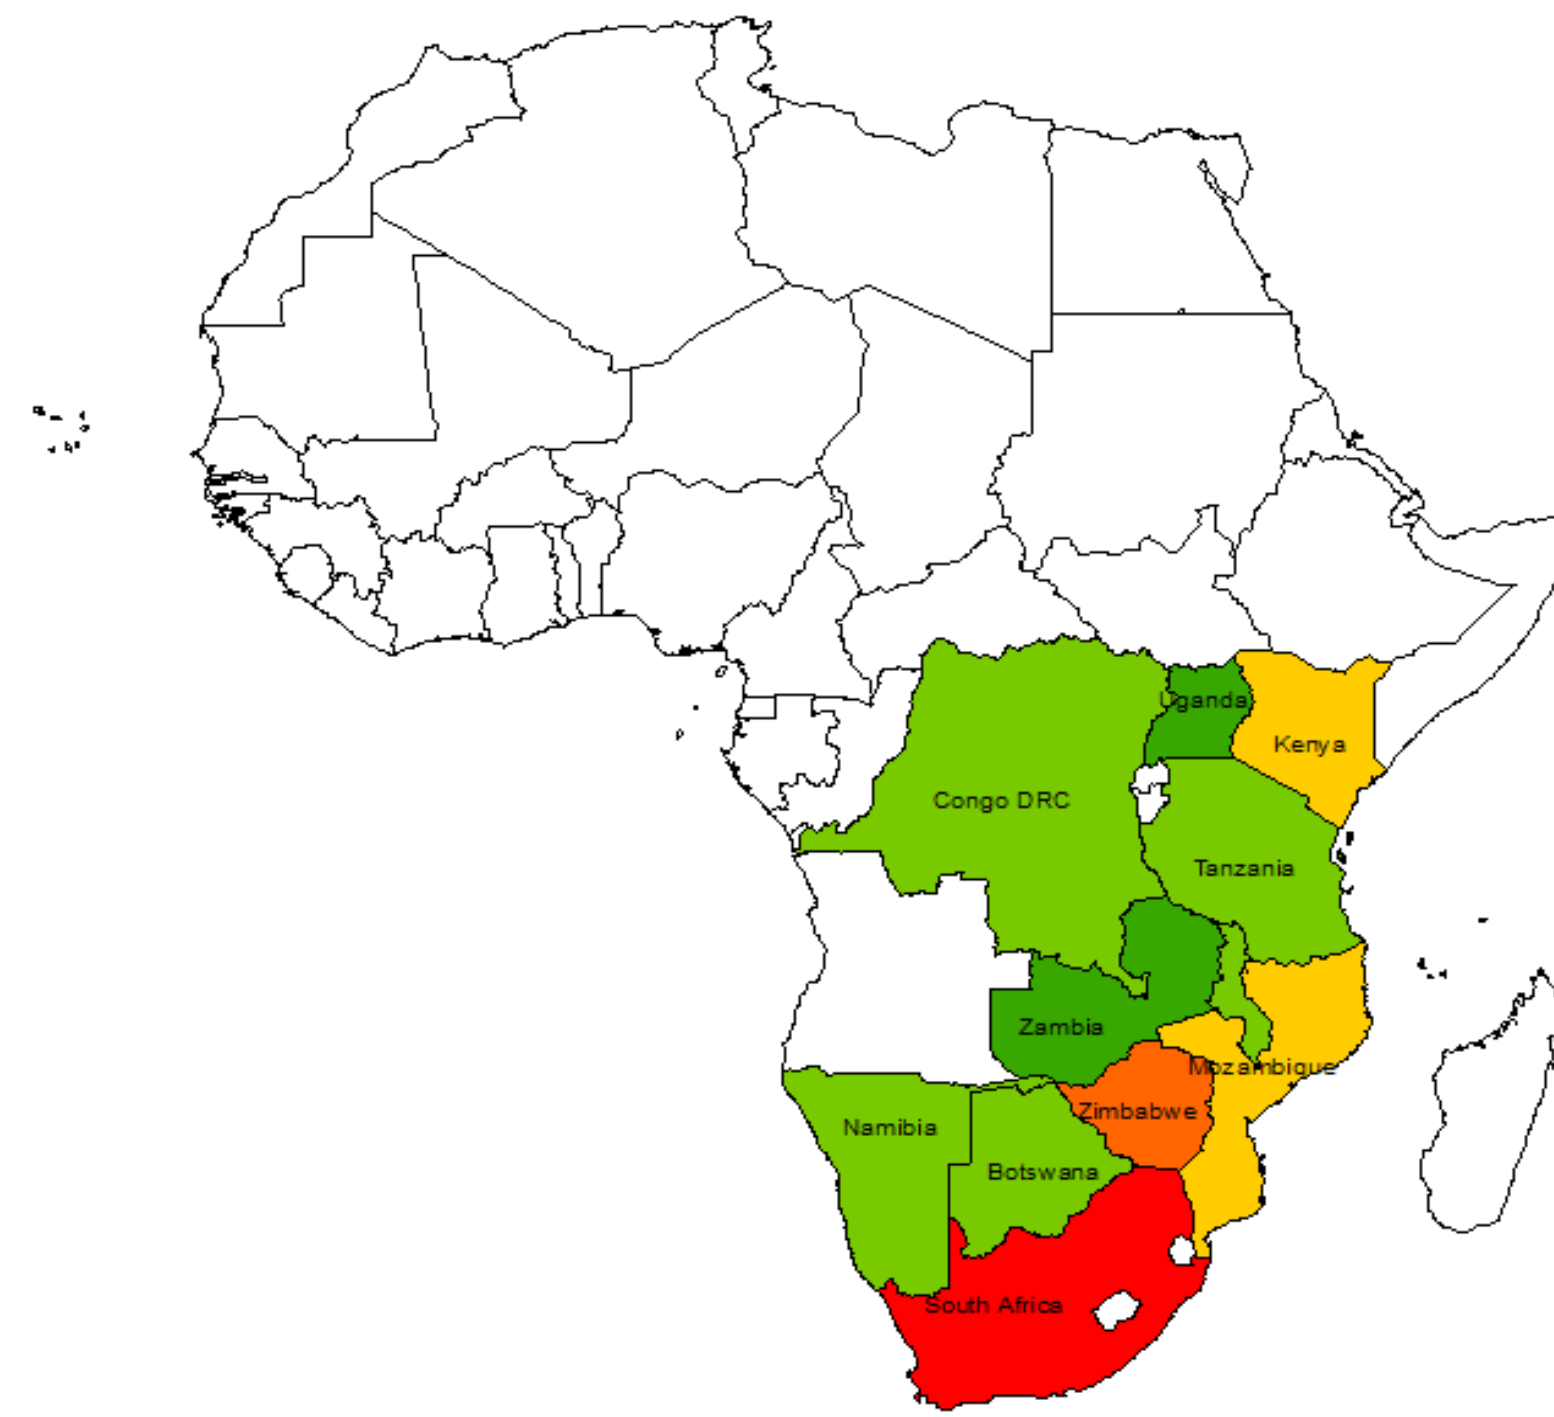 Uganda
Kenya
Congo DRC
Tanzania
Zambia
Mozambique
Zimbabwe
Namibia
Botswana
South Africa